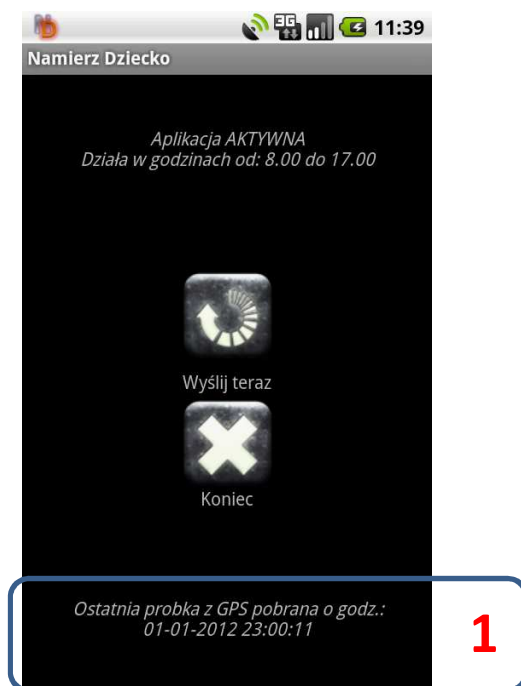 3G
11:39
Namierz Dziecko
Aplikacja AKTYWNA
Działa w godzinach od: 8.00 do 17.00
Wyślij teraz
Koniec
Ostatnia probka z GPS pobrana o godz.:
01-01-2012 23:00:11
1